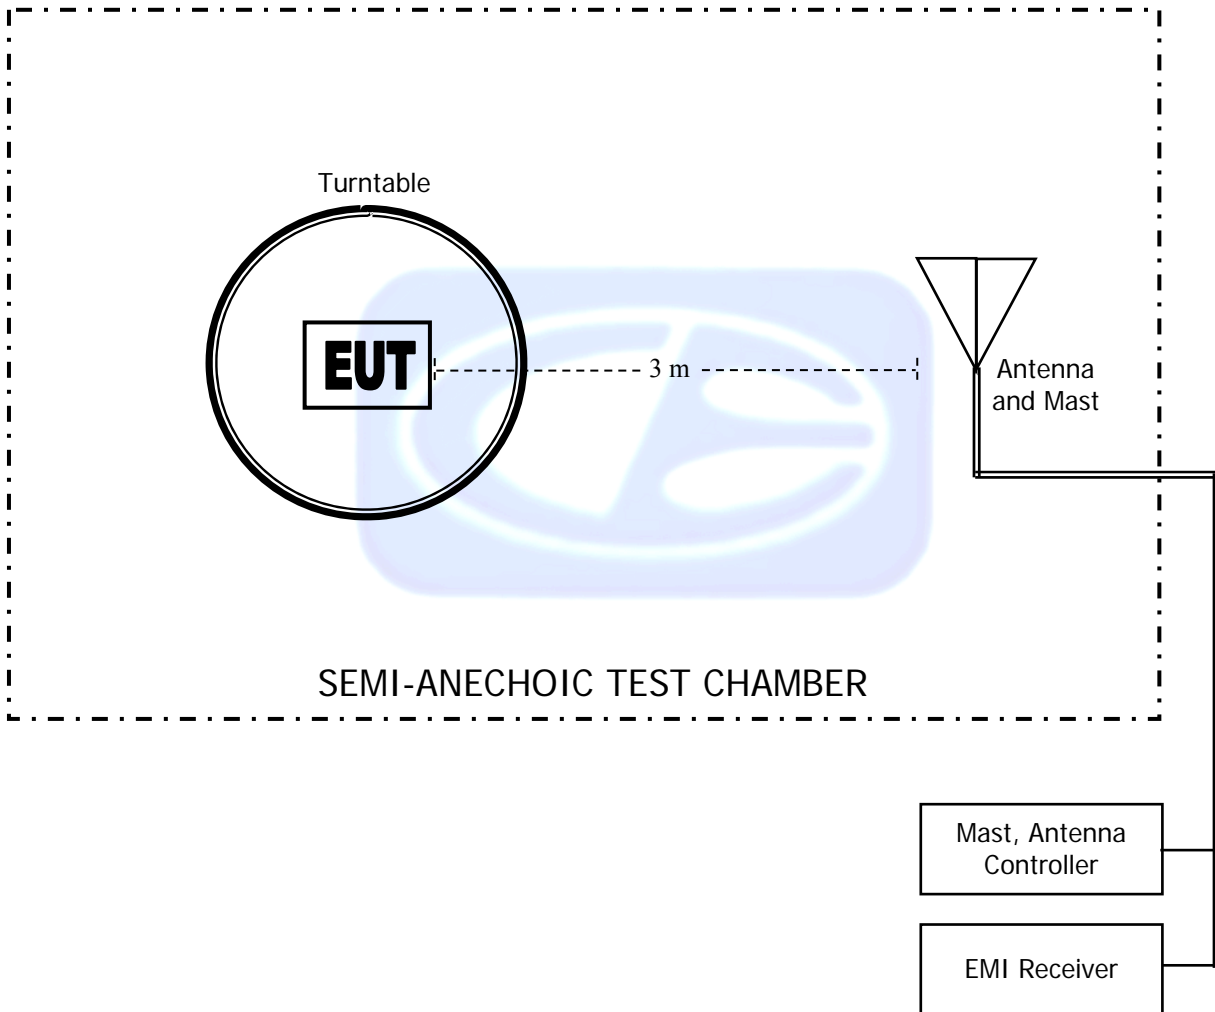 Turntable
EUT
3 m
Antenna
and Mast
SEMI-ANECHOIC TEST CHAMBER
Mast, Antenna
Controller
EMI Receiver